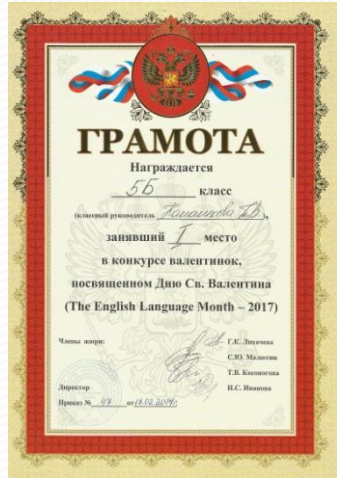 ГРАМОТА
Награждается
5Б класс
(классный руководитель),
занявший I место
в конкурсе валентинок,
посвященном Дню Св. Валентина
(The English Language Month – 2017)
Члены жюри:
Г.К. Лихачева
С.Ю. Малютин
Т.В. Косоногова
Директор
И.С. Иванова
Приказ № 47 от